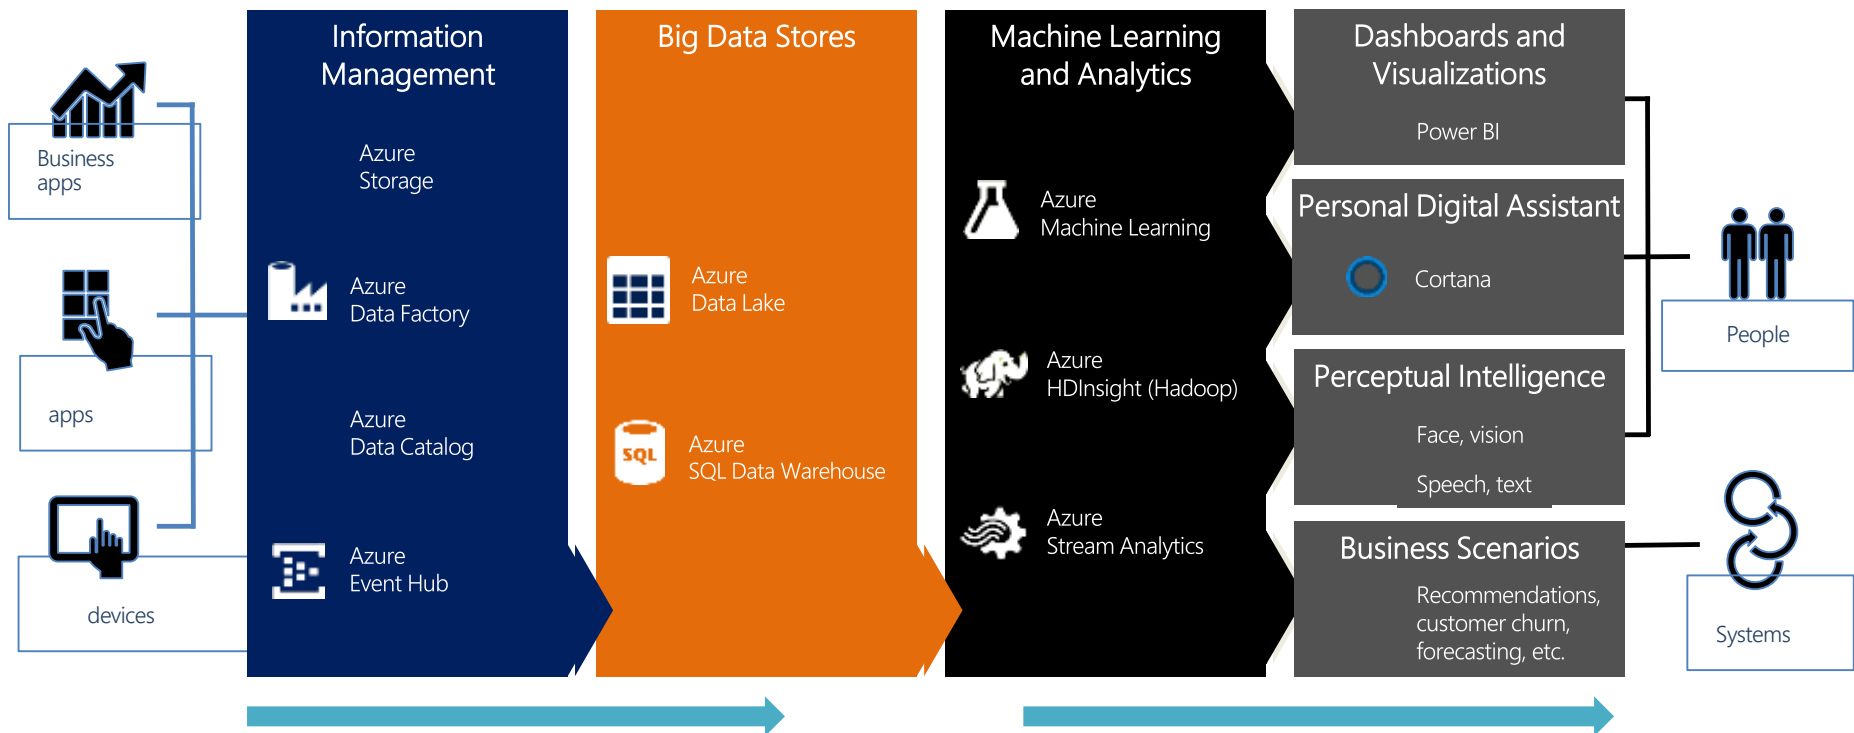 Business
apps
apps
devices
Information
Management
Azure
Storage
Azure
Data Factory
Azure
Data Catalog
Azure
Event Hub
Big Data Stores
Azure
Data Lake
SQL
Azure
SQL Data Warehouse
Machine Learning
and Analytics
Azure
Machine Learning
Azure
HDInsight (Hadoop)
Azure
Stream Analytics
Dashboards and
Visualizations
Power BI
Personal Digital Assistant
Cortana
Perceptual Intelligence
Face, vision
Speech, text
Business Scenarios
Recommendations,
customer churn,
forecasting, etc.
People
Systems